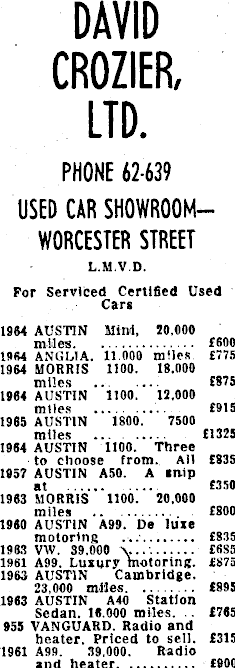 DAVID
CROZIER,
LTD.
PHONE 62-639
USED CAR SHOWROOM—
WORCESTER STREET
L.M.V.D.
For Serviced Certified Used
Cars
1964 AUSTIN Mini, 20,000
miles. .............. £600
1964 ANGLIA. 11.000 miles £775
1964 MORRIS 1100. 18,000
miles .......... £875
1964 AUSTIN 1100. 12,000
miles .......... £915
1965 AUSTIN 1800. 7500
miles .......... £1325
1964 AUSTIN 1100. Three
to choose from. All £835
1957 AUSTIN A50. A snip
at .......... £350
1963 MORRIS 1100. 20,000
miles .......... £800
1960 AUSTIN A99. De luxe
motoring .......... £835
1963 VW. 39,000 .......... £685
1961 A99. Luxury motoring. £875
1963 AUSTIN Cambridge.
23,000 miles. ........ £895
1963 AUSTIN A40 Station
Sedan, 16,000 miles. .. £765
955 VANGUARD. Radio and
heater. Priced to sell. £315
1961 A99. 39,000. Radio
and heater. .......... £900